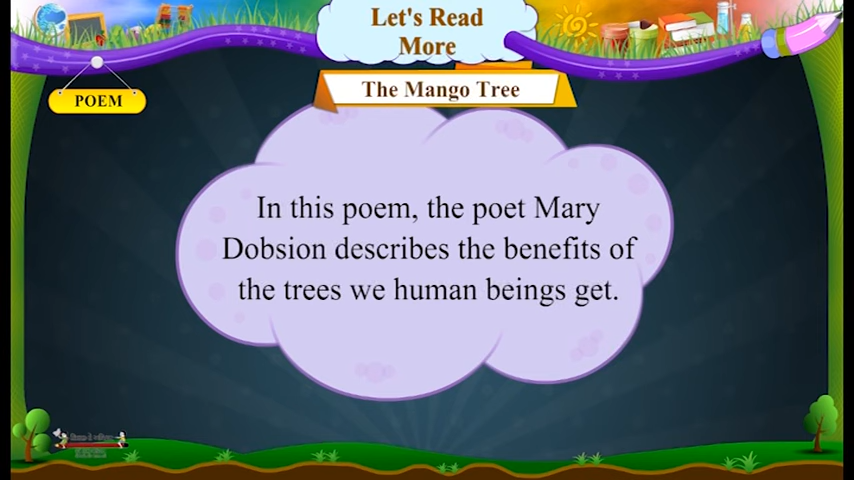 Let's Read
More
The Mango Tree
POEM
In this poem, the poet Mary
Dobsion describes the benefits of
the trees we human beings get.